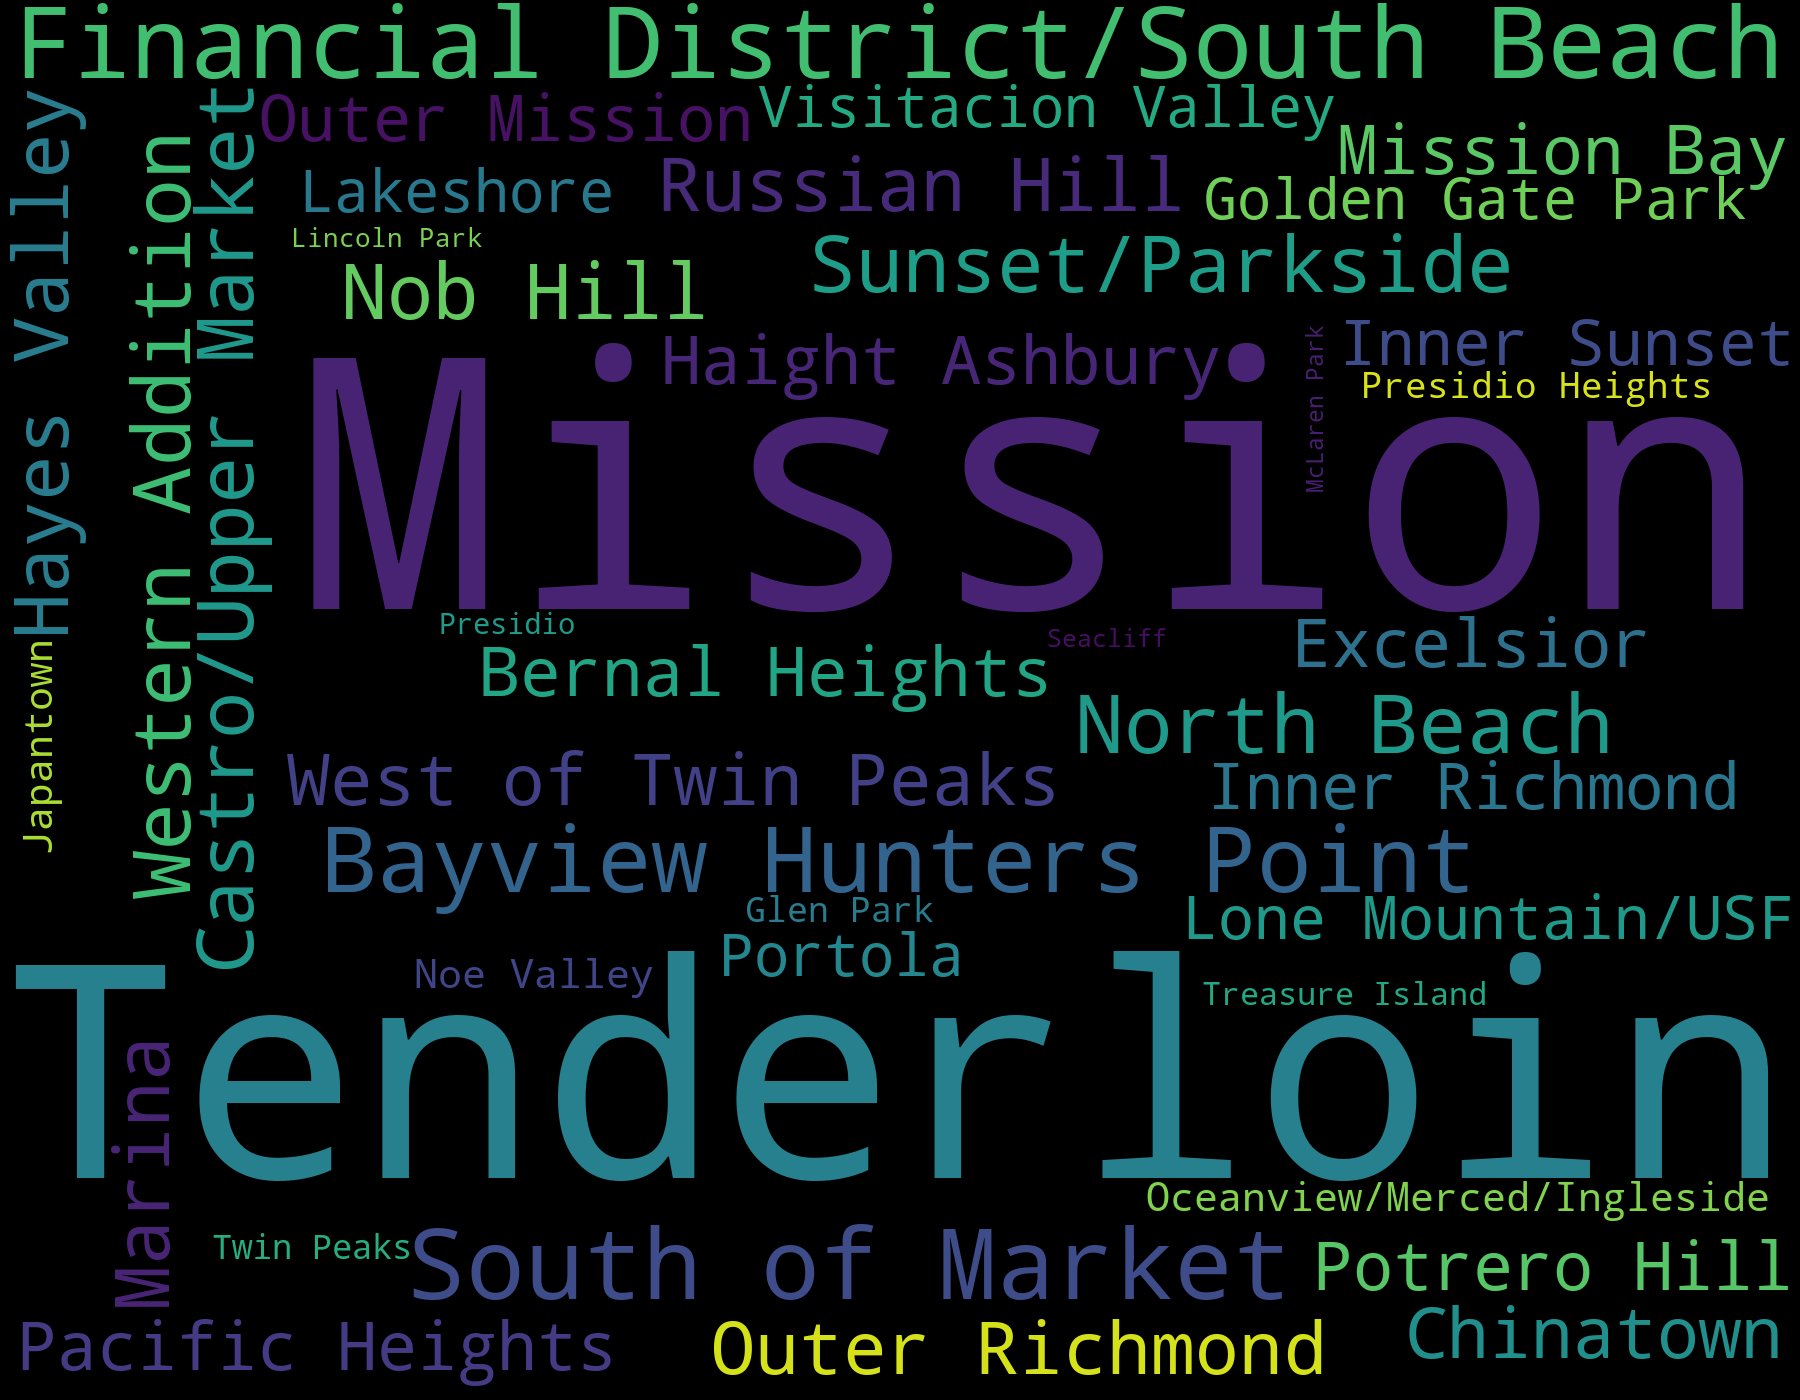 Financial District/South Beach
Hayes Valley
Western Addition
Castro/Upper Market
Outer Mission
Visitacion Valley
Mission Bay
Lakeshore
Russian Hill
Golden Gate Park
Lincoln Park
Sunset/Parkside
Nob Hill
Haight Ashbury
McLaren Park
Inner Sunset
Presidio Heights
Mission
Presidio
Seacliff
Excelsior
Bernal Heights
Japantown
North Beach
West of Twin Peaks
Inner Richmond
Bayview Hunters Point
Glen Park
Lone Mountain/USF
Portola
Noe Valley
Treasure Island
Tenderloin
Marina
Oceanview/Merced/Ingleside
Twin Peaks
South of Market
Potrero Hill
Pacific Heights
Outer Richmond
Chinatown